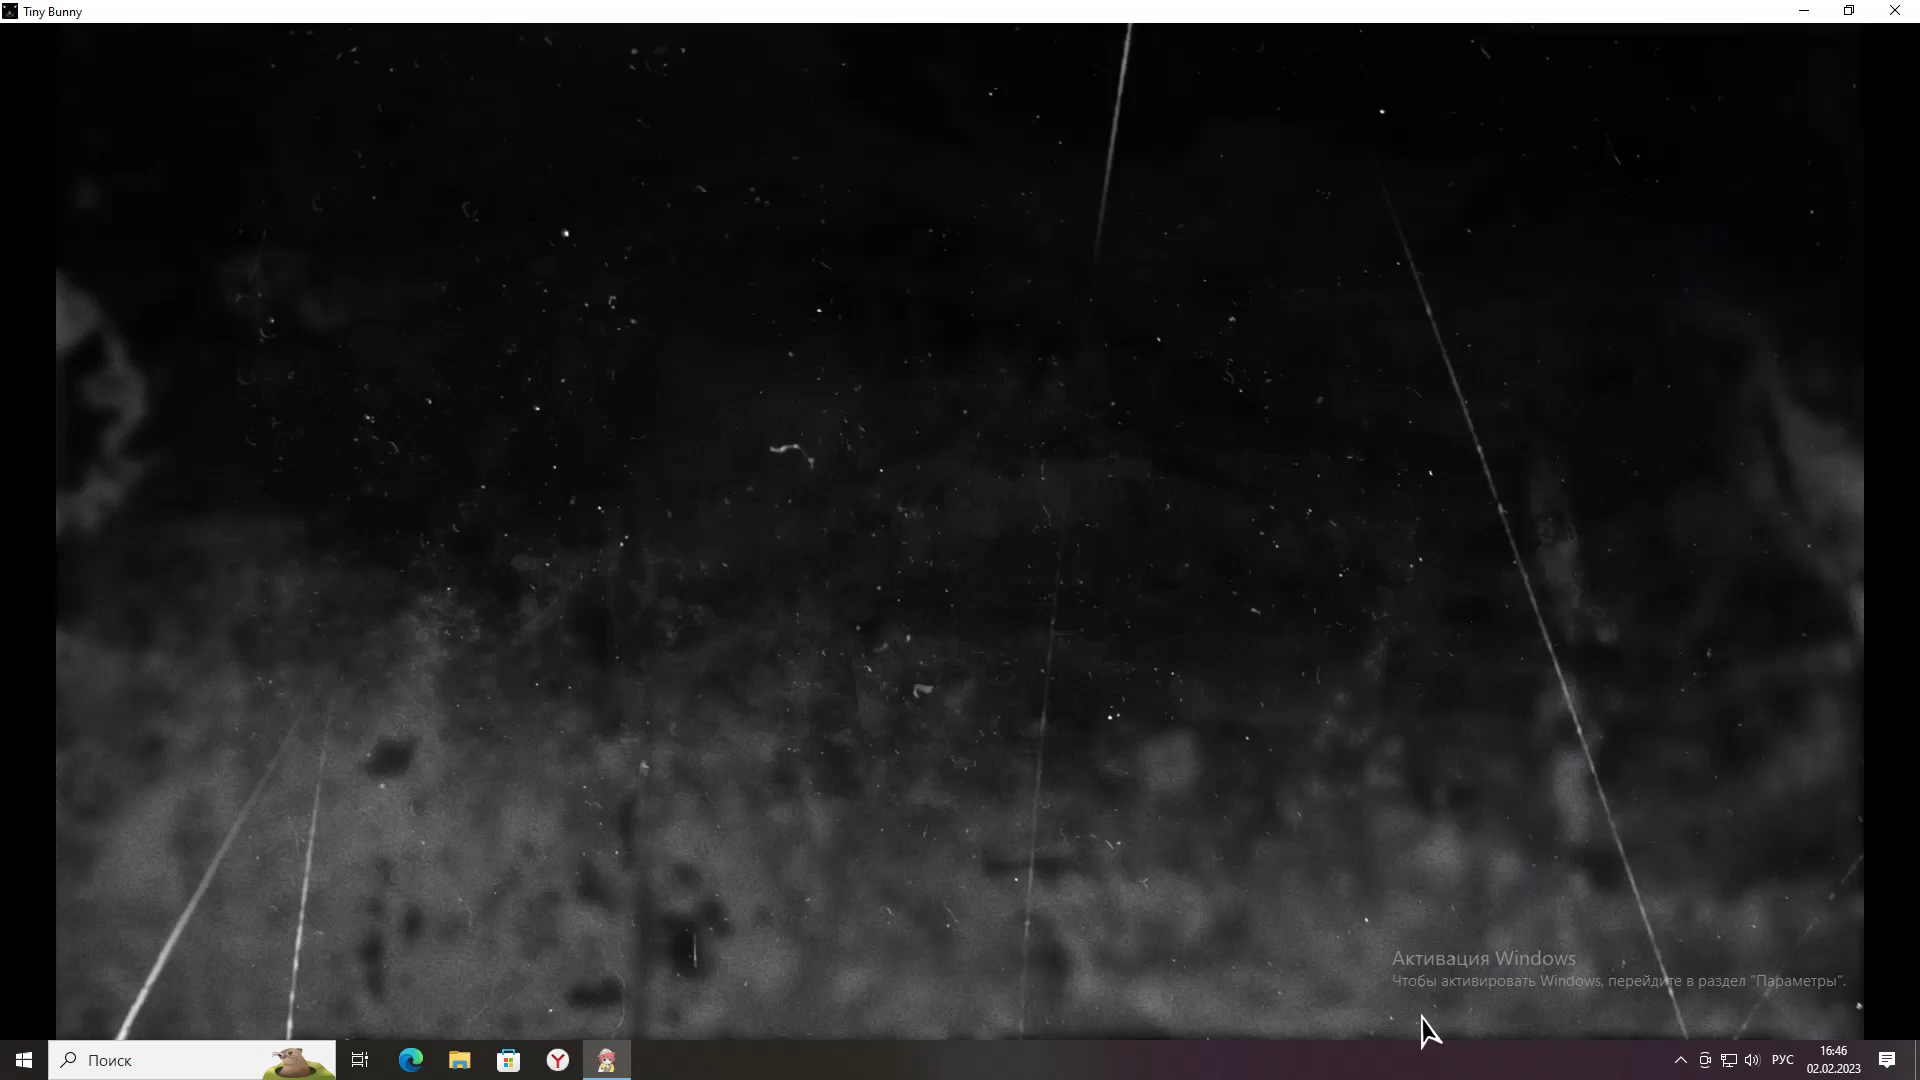 Tiny Bunny
Активация Windows
Чтобы активировать Windows, перейдите в раздел "Параметры".
Поиск
РУС
16:46
02.02.2023